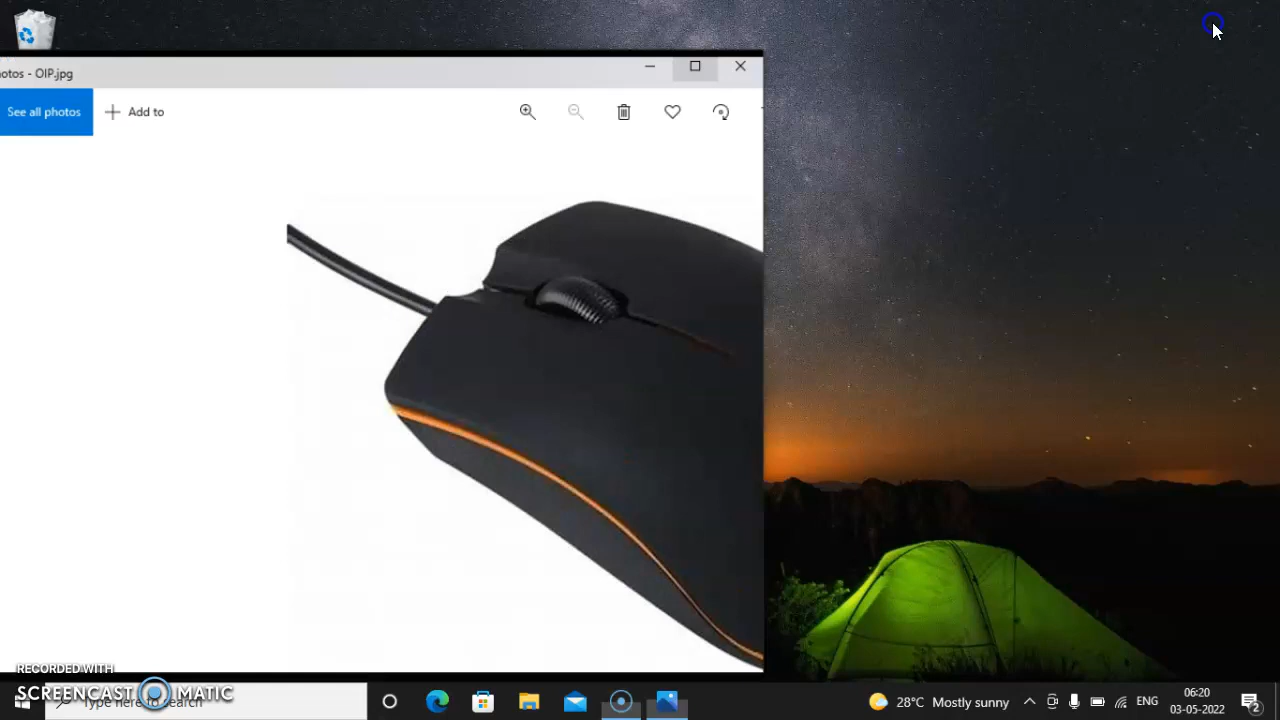 otos - OIP.jpg
See all photos
Add to
RECORDED WITH
SCREENCAST MATIC
Type here to search
28°C Mostly sunny
ENG
06:20
03-05-2022
2